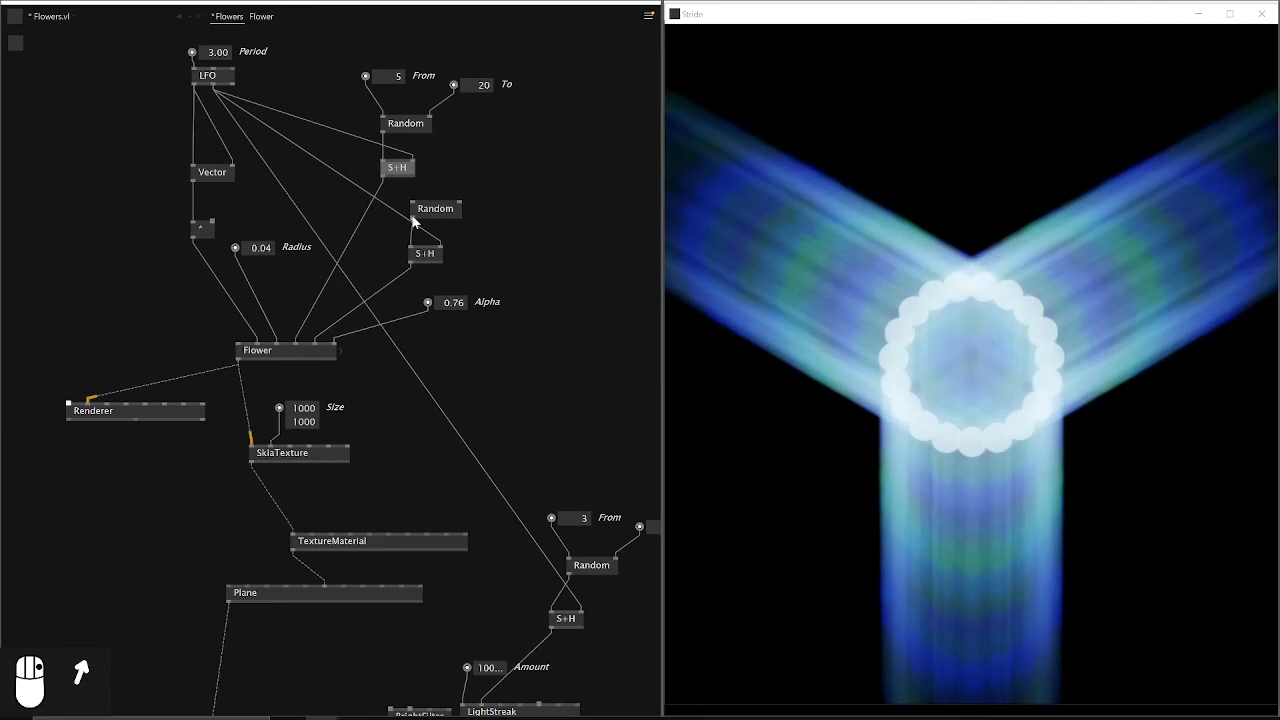 * Flowers.vl
*Flowers Flower
Stride
3.00 Period
LFO
5 From
20 To
Random
S+H
Vector
Random
*
0.04 Radius
S+H
0.76 Alpha
Flower
Renderer
1000
1000
Size
SkiaTexture
3 From
TextureMaterial
Random
Plane
S+H
100... Amount
LightStreak
BrightFilter